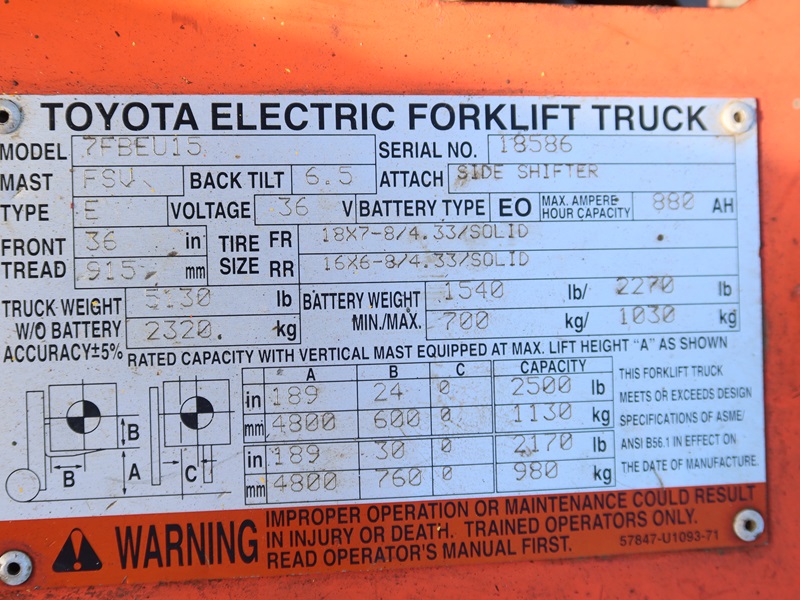 TOYOTA ELECTRIC FORKLIFT TRUCK
MODEL 7FBEU15 SERIAL NO. 18586
MAST FSV BACK TILT 6.5 ATTACH SIDE SHIFTER
TYPE E VOLTAGE 36 V BATTERY TYPE EO MAX. AMPERE HOUR CAPACITY 880 AH
FRONT TREAD 36 in TIRE SIZE FR 18X7-8/4.33/SOLID
915 mm RR 16X6-8/4.33/SOLID
TRUCK WEIGHT W/O BATTERY ACCURACY±5% 5130 lb BATTERY WEIGHT MIN./MAX. 1540 lb/ 2270 lb
2320 kg 700 kg/ 1030 kg
RATED CAPACITY WITH VERTICAL MAST EQUIPPED AT MAX. LIFT HEIGHT "A" AS SHOWN
A B C CAPACITY
in 189 24 0 2500 lb
mm 4800 600 0 1130 kg
in 189 30 0 2170 lb
mm 4800 760 0 980 kg
B
B A C
THIS FORKLIFT TRUCK
MEETS OR EXCEEDS DESIGN
SPECIFICATIONS OF ASME/
ANSI B56.1 IN EFFECT ON
THE DATE OF MANUFACTURE.
WARNING
IMPROPER OPERATION OR MAINTENANCE COULD RESULT
IN INJURY OR DEATH. TRAINED OPERATORS ONLY.
READ OPERATOR'S MANUAL FIRST.
57847-U1093-71